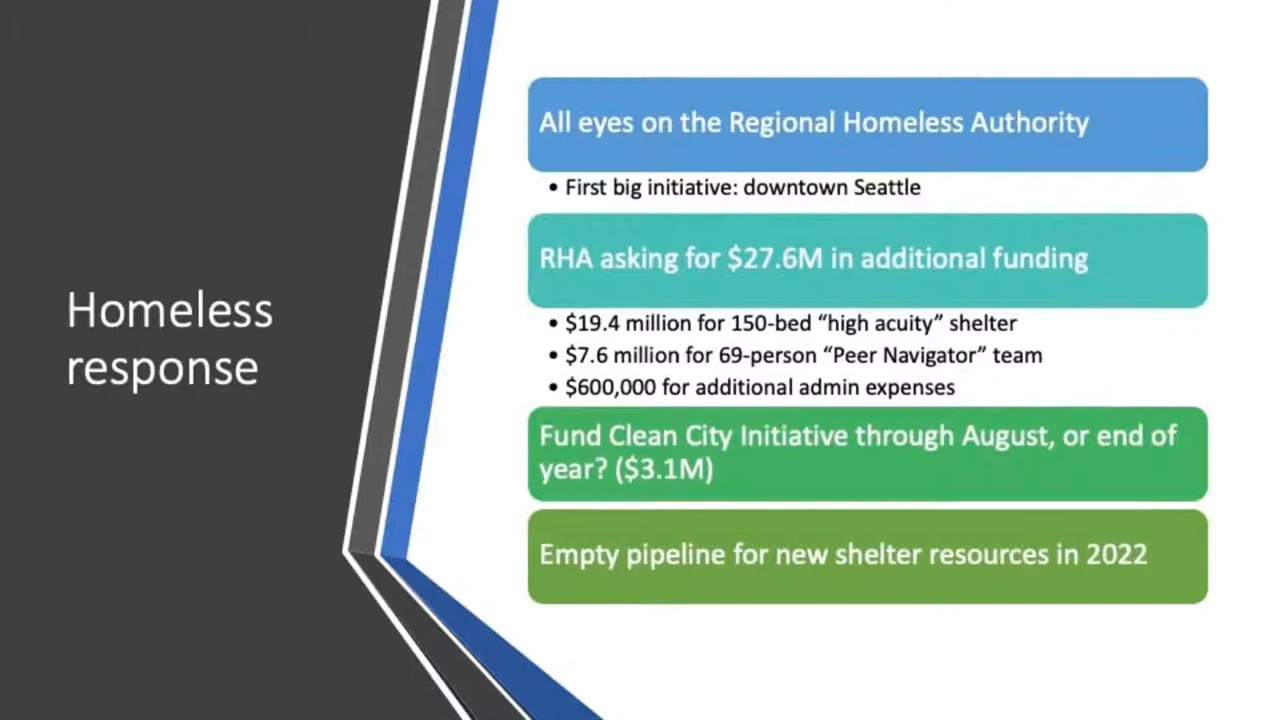 Homeless
response
All eyes on the Regional Homeless Authority
• First big initiative: downtown Seattle
RHA asking for $27.6M in additional funding
• $19.4 million for 150-bed “high acuity” shelter
• $7.6 million for 69-person “Peer Navigator” team
• $600,000 for additional admin expenses
Fund Clean City Initiative through August, or end of
year? ($3.1M)
Empty pipeline for new shelter resources in 2022